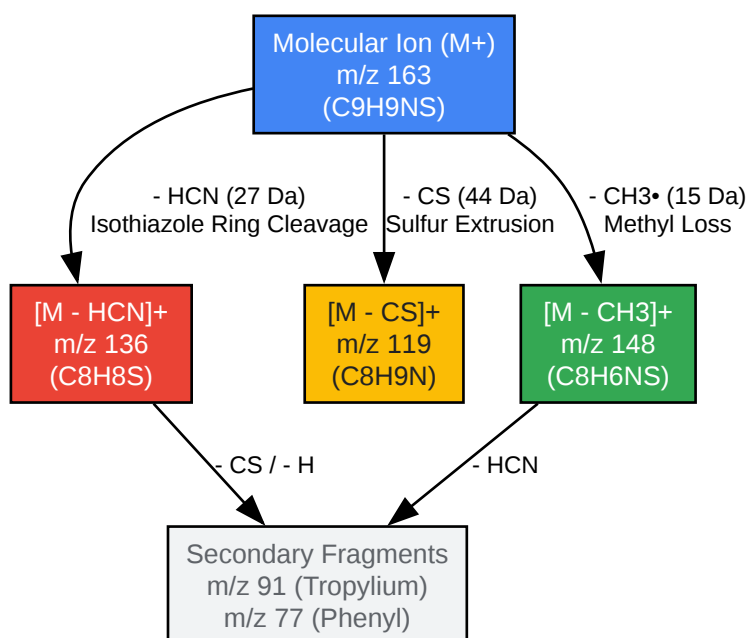 Molecular Ion (M+)
m/z 163
(C9H9NS)
- HCN (27 Da)
Isothiazole Ring Cleavage
- CS (44 Da)
Sulfur Extrusion
- CH3• (15 Da)
Methyl Loss
[M - HCN]+
m/z 136
(C8H8S)
[M - CS]+
m/z 119
(C8H9N)
[M - CH3]+
m/z 148
(C8H6NS)
- CS / - H
- HCN
Secondary Fragments
m/z 91 (Tropylium)
m/z 77 (Phenyl)